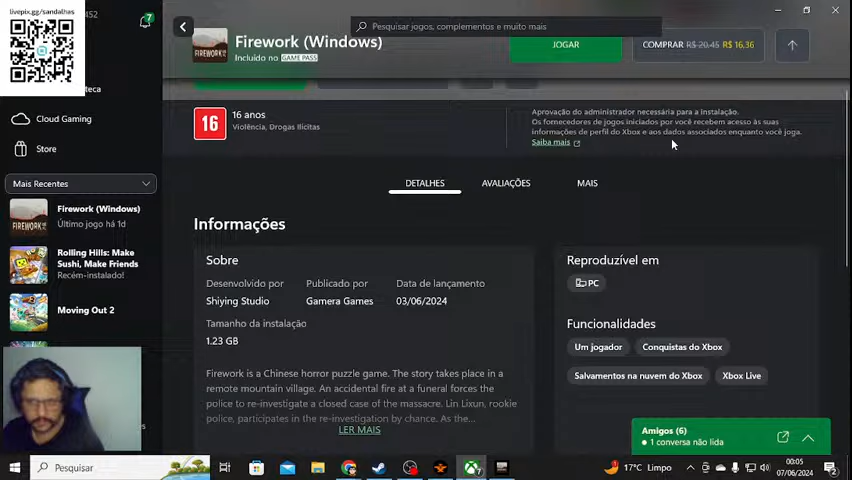 livepix.gg/sandalhas
452
7
Pesquisar jogos, complementos e muito mais
FIREWORK
Firework (Windows)
Incluído no GAME PASS
JOGAR
COMPRAR R$ 20,45 R$ 16,36
teca
Cloud Gaming
Store
Mais Recentes
FIREWORK
Firework (Windows)
Último jogo há 1d
Rolling Hills: Make
Sushi, Make Friends
Recém-instalado!
Moving Out 2
16
16 anos
Violência, Drogas Ilícitas
Aprovação do administrador necessária para a Instalação.
Os fornecedores de jogos iniciados por você recebem acesso às suas
informações de perfil do Xbox e aos dados associados enquanto você joga.
Saiba mais
DETALHES
AVALIAÇÕES
MAIS
Informações
Sobre
Desenvolvido por
Shiying Studio
Publicado por
Gamera Games
Data de lançamento
03/06/2024
Tamanho da instalação
1.23 GB
Firework is a Chinese horror puzzle game. The story takes place in a
remote mountain village. An accidental fire at a funeral forces the
police to re-investigate a closed case of the massacre. Lin Lixun, rookie
police, participates in the re-investigation by chance. As the...
LER MAIS
Reproduzível em
PC
Funcionalidades
Um jogador
Conquistas do Xbox
Salvamentos na nuvem do Xbox
Xbox Live
Amigos (6)
1 conversa não lida
Pesquisar
17°C Limpo
00:05
07/06/2024
2